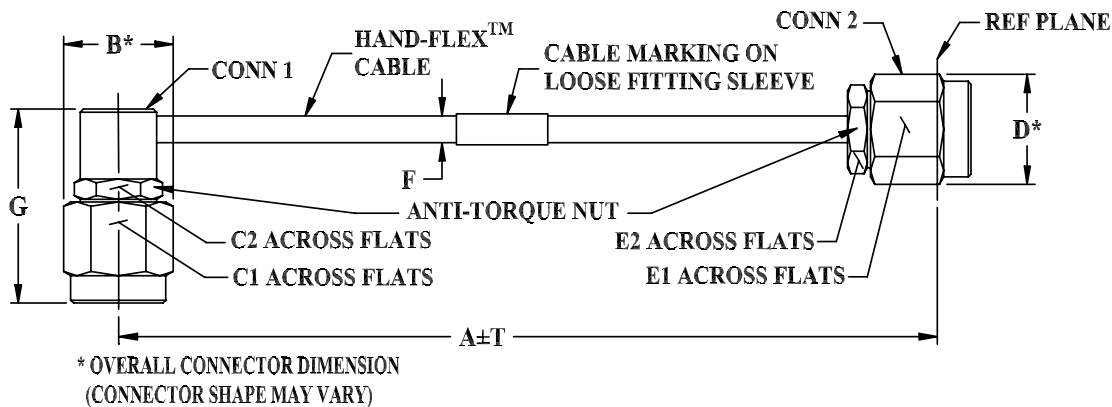 B*
CONN 1
HAND-FLEX™
CABLE
CABLE MARKING ON
LOOSE FITTING SLEEVE
CONN 2
REF PLANE
D*
G
F
ANTI-TORQUE NUT
C2 ACROSS FLATS
C1 ACROSS FLATS
E2 ACROSS FLATS
E1 ACROSS FLATS
A±T
* OVERALL CONNECTOR DIMENSION
(CONNECTOR SHAPE MAY VARY)